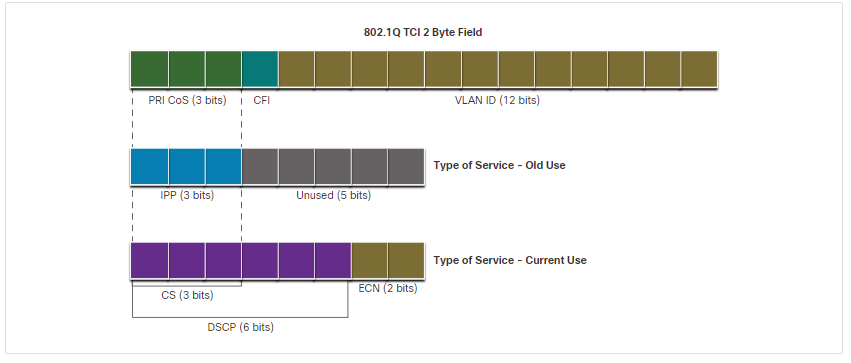 802.1Q TCI 2 Byte Field
PRI CoS (3 bits)
CFI
VLAN ID (12 bits)
Type of Service - Old Use
IPP (3 bits)
Unused (5 bits)
Type of Service - Current Use
CS (3 bits)
ECN (2 bits)
DSCP (6 bits)